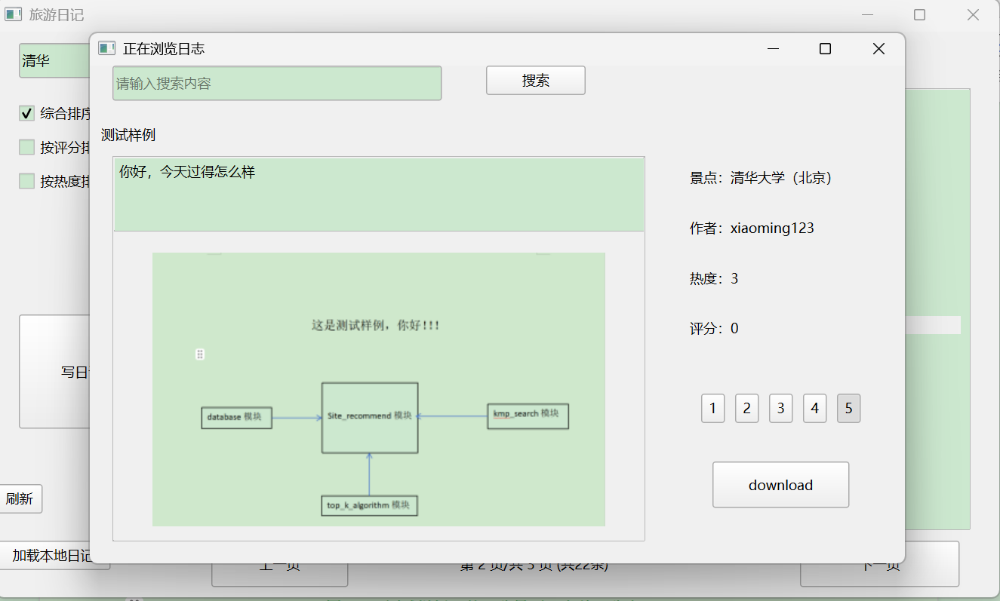 旅游日记
正在浏览日志
清华
请输入搜索内容
搜索
综合排序
按评分排
按热度排
测试样例
你好，今天过得怎么样
景点：清华大学（北京）
作者：xiaoming123
热度：3
评分：0
这是测试样例，你好!!!
database 模块
Site_recommend 模块
kmp_search 模块
top_k_algorithm 模块
1
2
3
4
5
download
写日
刷新
加载本地日记
上一页
第 2 页/共 3 页 (共22条)
下一页